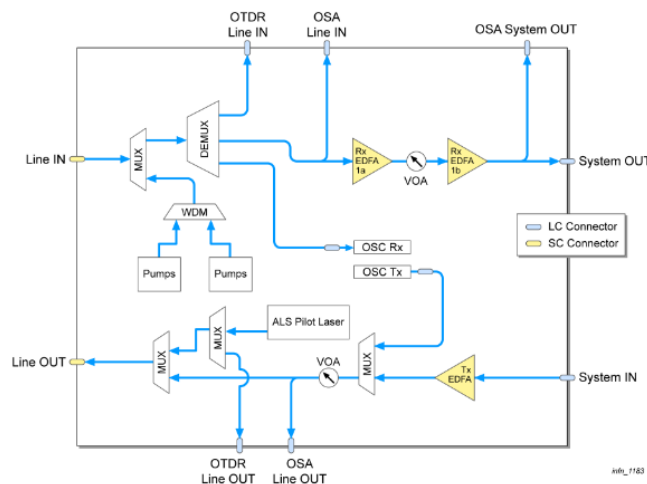 OTDR
Line IN
OSA
Line IN
OSA System OUT
Line IN
MUX
DEMUX
Rx
EDFA
1a
VOA
Rx
EDFA
1b
System OUT
WDM
Pumps
Pumps
OSC Rx
OSC Tx
LC Connector
SC Connector
ALS Pilot Laser
MUX
Line OUT
MUX
VOA
MUX
Tx
EDFA
System IN
OTDR
Line OUT
OSA
Line OUT
infn_1183